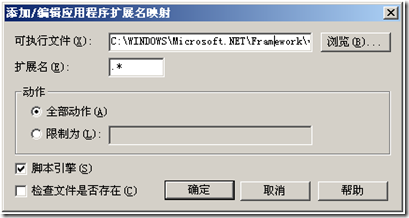 添加/编辑应用程序扩展名映射
可执行文件(X): C:\WINDOWS\Microsoft.NET\Framework\ 浏览(B)...
扩展名(E): .*
动作
全部动作(A)
限制为(L):
脚本引擎(S)
检查文件是否存在(C) 确定 取消 帮助